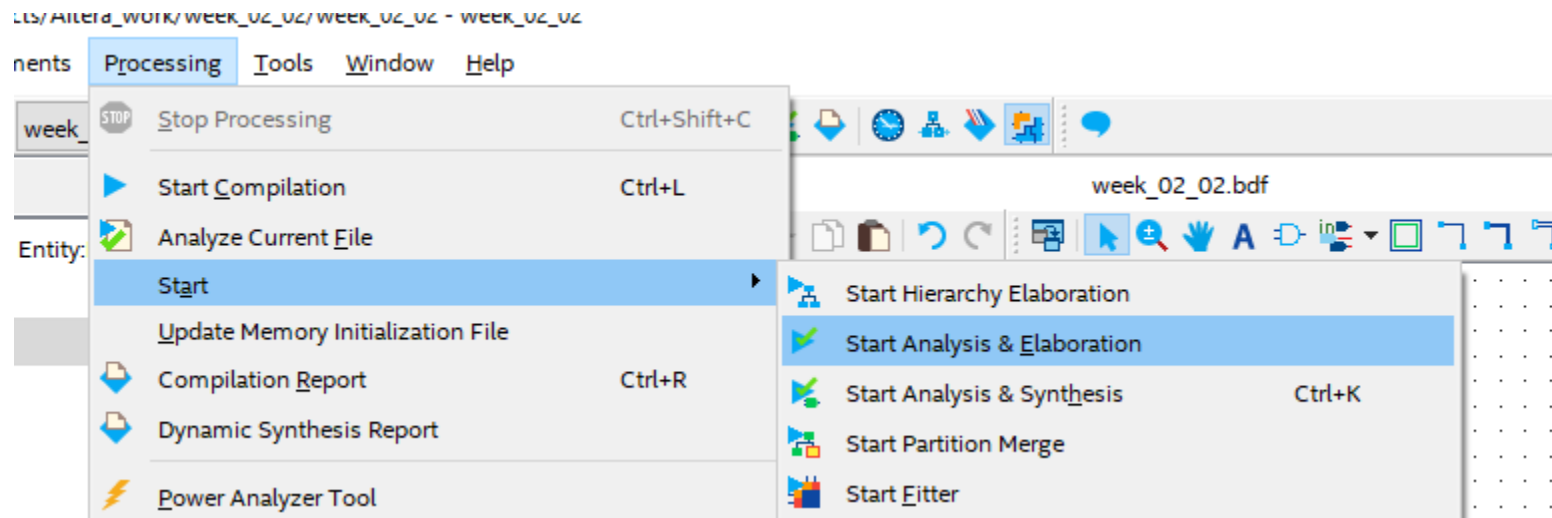 cts/Altera_work/week_02_02/week_02_02 - week_02_02
nents Processing Tools Window Help
week_
STOP Stop Processing Ctrl+Shift+C
Start Compilation Ctrl+L
week_02_02.bdf
Analyze Current File
Entity:
Start
Update Memory Initialization File
Compilation Report Ctrl+R
Dynamic Synthesis Report
Power Analyzer Tool
Start Hierarchy Elaboration
Start Analysis & Elaboration
Start Analysis & Synthesis Ctrl+K
Start Partition Merge
Start Fitter